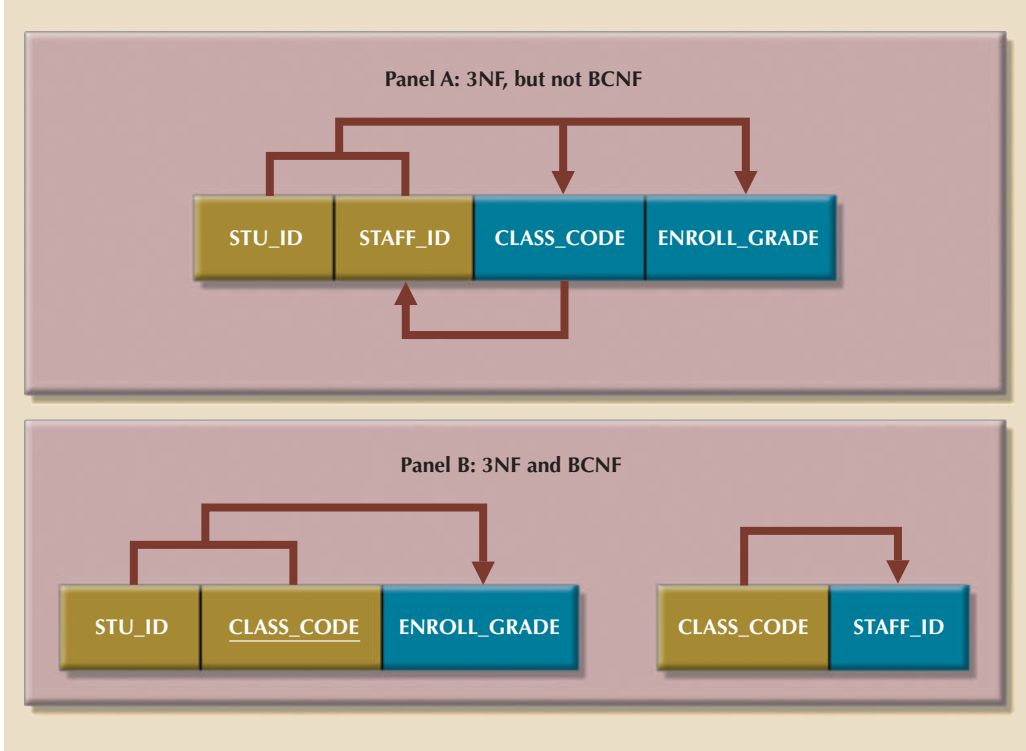 Panel A: 3NF, but not BCNF
STU_ID STAFF_ID CLASS_CODE ENROLL_GRADE
Panel B: 3NF and BCNF
STU_ID CLASS_CODE ENROLL_GRADE CLASS_CODE STAFF_ID